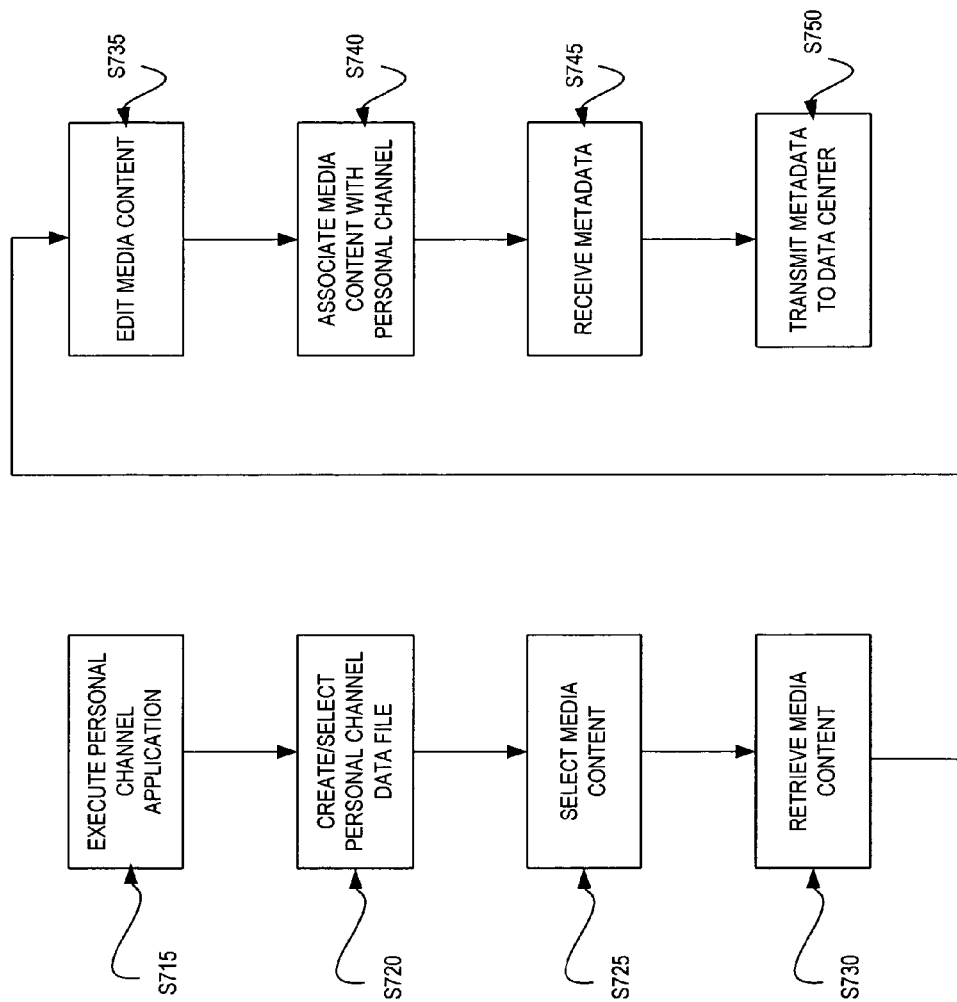 S715
EXECUTE PERSONAL
CHANNEL
APPLICATION
S720
CREATE/SELECT
PERSONAL CHANNEL
DATA FILE
S725
SELECT MEDIA
CONTENT
S730
RETRIEVE MEDIA
CONTENT
S735
EDIT MEDIA CONTENT
S740
ASSOCIATE MEDIA
CONTENT WITH
PERSONAL CHANNEL
S745
RECEIVE METADATA
S750
TRANSMIT METADATA
TO DATA CENTER